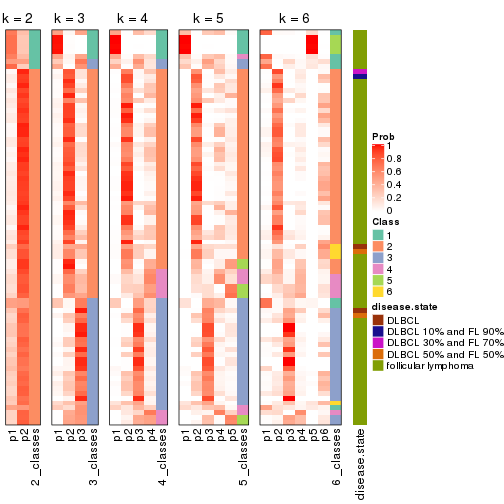 k = 2
k = 3
k = 4
k = 5
k = 6
Prob
1
0.8
0.6
0.4
0.2
0
Class
1
2
3
4
5
6
disease.state
DLBCL
DLBCL 10% and FL 90%
DLBCL 30% and FL 70%
DLBCL 50% and FL 50%
follicular lymphoma
p1
p2
2_classes
p1
p2
p3
3_classes
p1
p2
p3
p4
4_classes
p1
p2
p3
p4
p5
5_classes
p1
p2
p3
p4
p5
p6
6_classes
disease.state